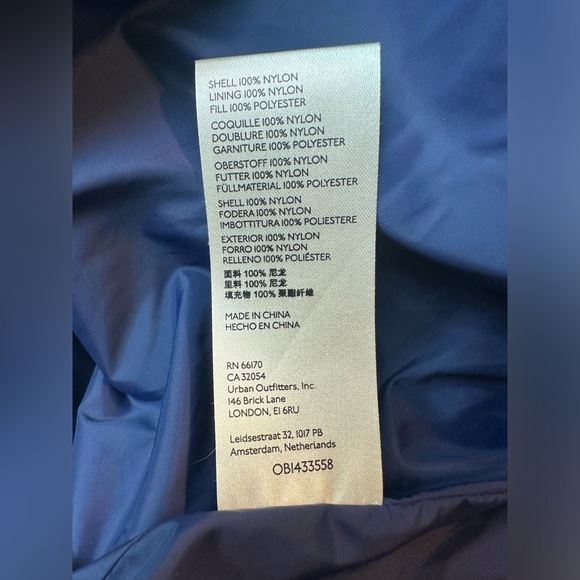 SHELL 100% NYLON
LINING 100% NYLON
FILL 100% POLYESTER
COQUILLE 100% NYLON
DOUBLURE 100% NYLON
GARNITURE 100% POLYESTER
OBERSTOFF 100% NYLON
FUTTER 100% NYLON
FÜLLMATERIAL 100% POLYESTER
SHELL 100% NYLON
FODERA 100% NYLON
IMBOTTITURA 100% POLIESTERE
EXTERIOR 100% NYLON
FORRO 100% NYLON
RELLENO 100% POLIÉSTER
面料 100% 尼龙
里料 100% 尼龙
填充物 100% 聚酯纤维
MADE IN CHINA
HECHO EN CHINA
RN 66170
CA 32054
Urban Outfitters, Inc.
146 Brick Lane
LONDON, E1 6RU
Leidsestraat 32, 1017 PB
Amsterdam, Netherlands
OB1433558